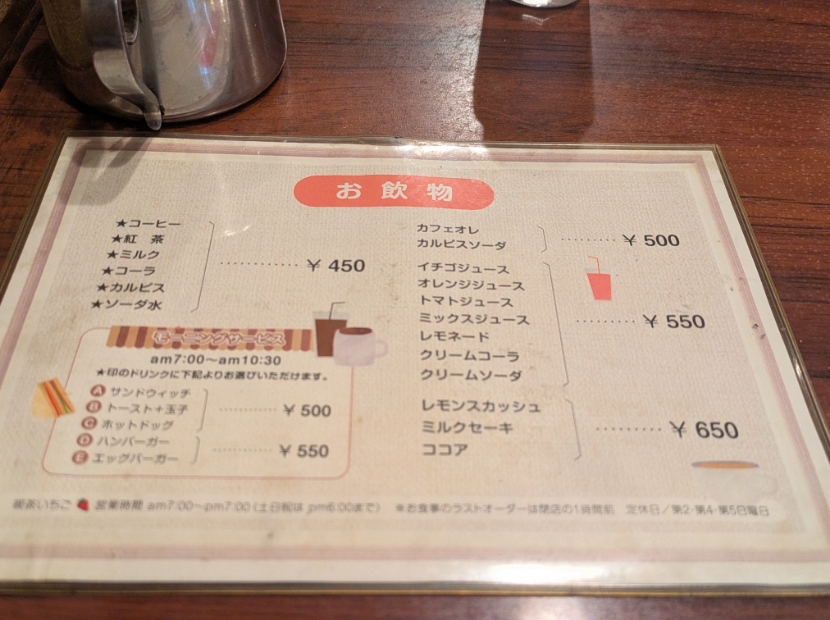 お飲物
★コーヒー
★紅 茶
★ミルク
★コーラ
★カルピス
★ソーダ水
¥ 450
モーニングサービス
am7:00～am10:30
★印のドリンクに下記よりお選びいただけます。
A サンドウィッチ
B トースト+玉子
C ホットドッグ
¥ 500
D ハンバーガー
E エッグバーガー
¥ 550
カフェオレ
カルピスソーダ
¥ 500
イチゴジュース
オレンジジュース
トマトジュース
ミックスジュース
レモネード
クリームコーラ
クリームソーダ
¥ 550
レモンスカッシュ
ミルクセーキ
ココア
¥ 650
喫茶いちご 営業時間 am7:00～pm7:00 (土日祝は pm6:00まで) ※お食事のラストオーダーは閉店の1時間前 定休日/第2・第4・第5日曜日